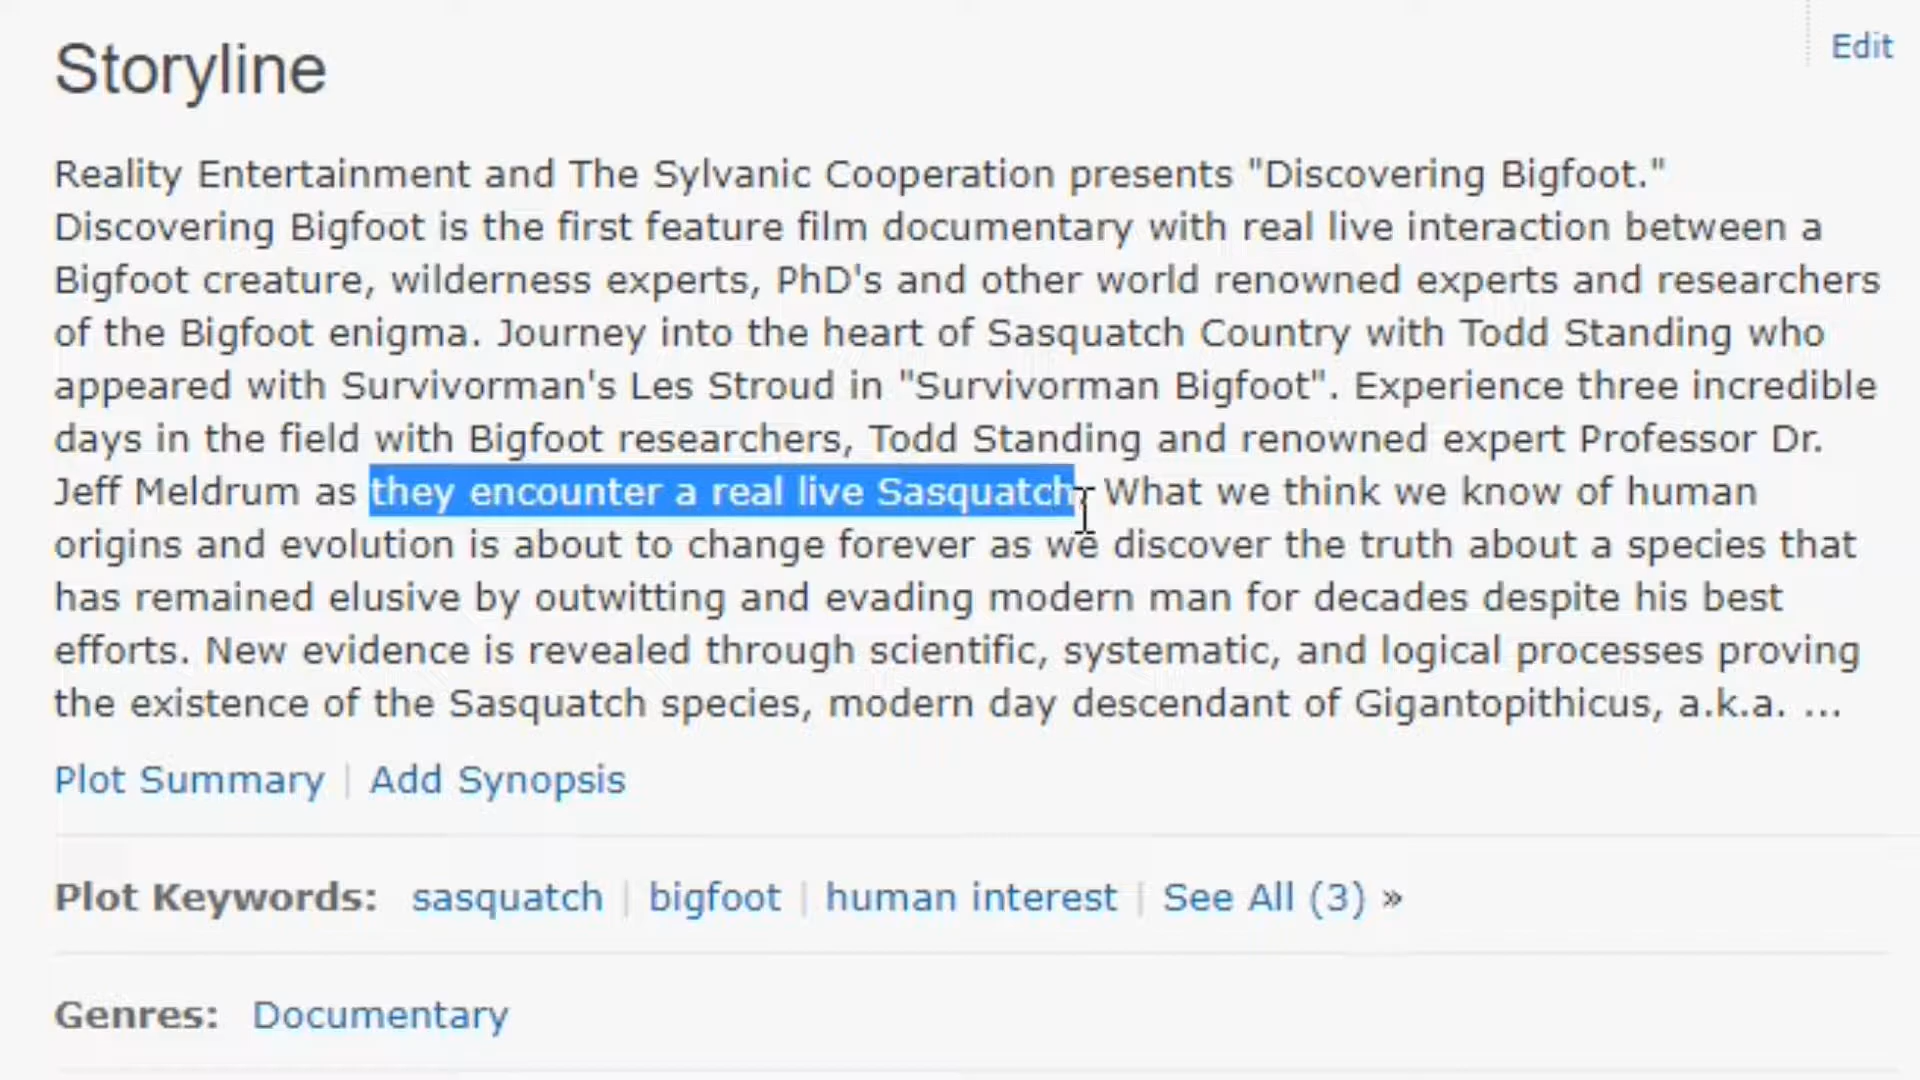 Storyline
Edit
Reality Entertainment and The Sylvanic Cooperation presents "Discovering Bigfoot."
Discovering Bigfoot is the first feature film documentary with real live interaction between a
Bigfoot creature, wilderness experts, PhD's and other world renowned experts and researchers
of the Bigfoot enigma. Journey into the heart of Sasquatch Country with Todd Standing who
appeared with Survivorman's Les Stroud in "Survivorman Bigfoot". Experience three incredible
days in the field with Bigfoot researchers, Todd Standing and renowned expert Professor Dr.
Jeff Meldrum as they encounter a real live Sasquatch. What we think we know of human
origins and evolution is about to change forever as we discover the truth about a species that
has remained elusive by outwitting and evading modern man for decades despite his best
efforts. New evidence is revealed through scientific, systematic, and logical processes proving
the existence of the Sasquatch species, modern day descendant of Gigantopithicus, a.k.a. ...
Plot Summary | Add Synopsis
Plot Keywords: sasquatch | bigfoot | human interest | See All (3) »
Genres: Documentary